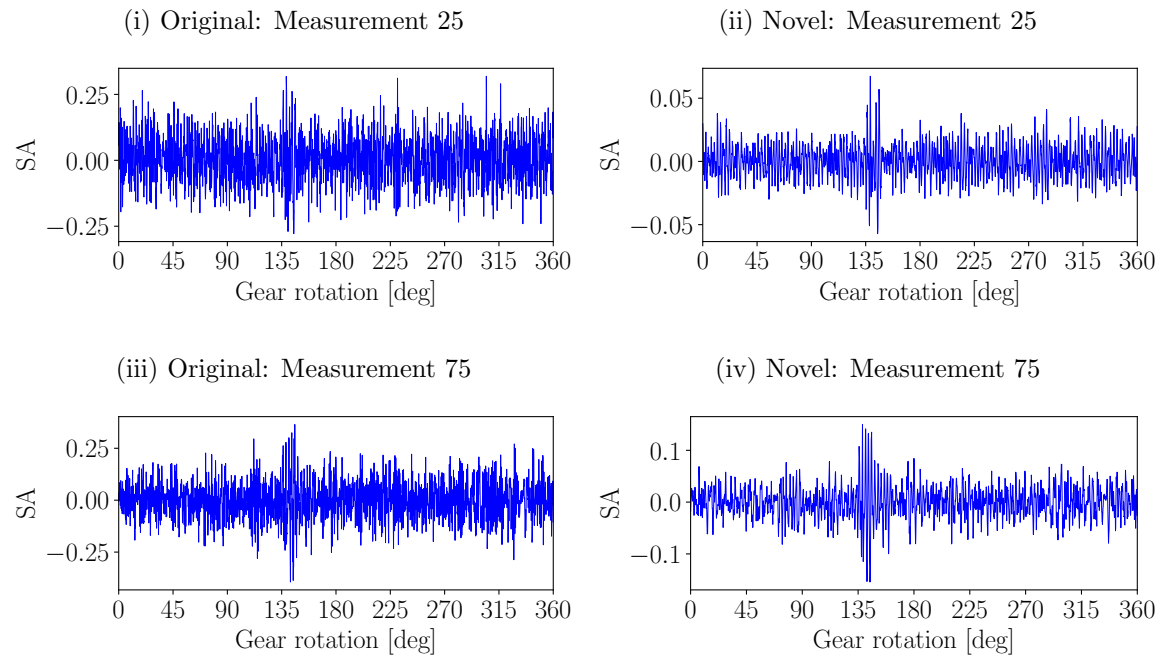 (i) Original: Measurement 25
0.25
0.00
−0.25
SA
0 45 90 135 180 225 270 315 360
Gear rotation [deg]
(ii) Novel: Measurement 25
0.05
0.00
−0.05
SA
0 45 90 135 180 225 270 315 360
Gear rotation [deg]
(iii) Original: Measurement 75
0.25
0.00
−0.25
SA
0 45 90 135 180 225 270 315 360
Gear rotation [deg]
(iv) Novel: Measurement 75
0.1
0.0
−0.1
SA
0 45 90 135 180 225 270 315 360
Gear rotation [deg]